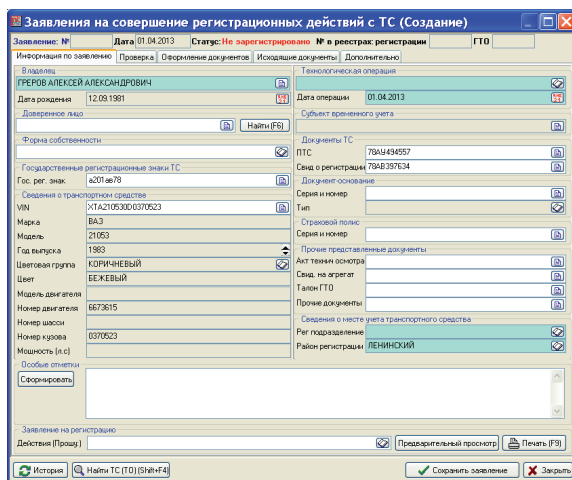 Заявления на совершение регистрационных действий с ТС (Создание)
Заявление: № Дата 01.04.2013 Статус: Не зарегистрировано № в реестрах: регистрации ГТО
Информация по заявлению Проверка Оформление документов Исходящие документы Дополнительно
Владелец
ГРЕРОВ АЛЕКСЕЙ АЛЕКСАНДРОВИЧ
Дата рождения 12.09.1981
Доверенное лицо
Найти (F6)
Форма собственности
Государственные регистрационные знаки ТС
Гос. рег. знак а201ав78
Сведения о транспортном средстве
VIN XTA210530D0370523
Марка ВАЗ
Модель 21053
Год выпуска 1983
Цветовая группа КОРИЧНЕВЫЙ
Цвет БЕЖЕВЫЙ
Модель двигателя
Номер двигателя 6673615
Номер шасси
Номер кузова 0370523
Мощность (л.с)
Технологическая операция
Дата операции 01.04.2013
Субъект временного учета
Документы ТС
ПТС 78АУ494557
Свид о регистрации 78АВ397634
Документ-основание
Серия и номер
Тип
Страховой полис
Серия и номер
Прочие представленные документы
Акт технич осмотра
Свид. на агрегат
Талон ГТО
Прочие документы
Сведения о месте учета транспортного средства
Рег подразделение
Район регистрации ЛЕНИНСКИЙ
Особые отметки
Сформировать
Заявление на регистрацию
Действия (Прошу:) Предварительный просмотр Печать (F9)
История Найти ТС (ТО) (Shift+F4) Сохранить заявление Закрыть